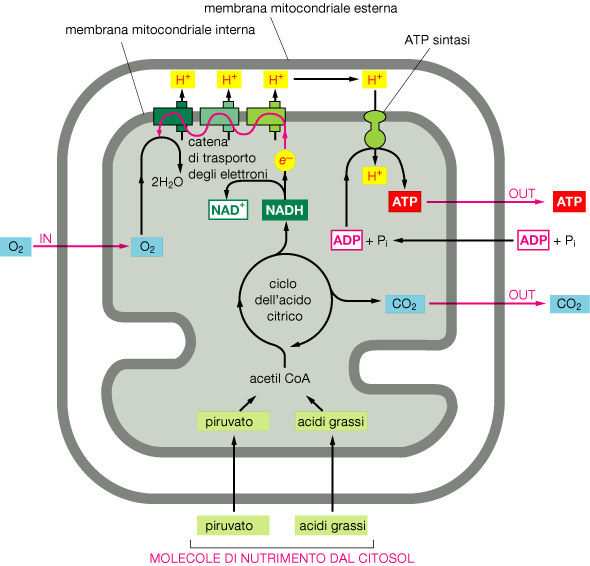 membrana mitocondriale esterna
membrana mitocondriale interna
ATP sintasi
H⁺ H⁺ H⁺ H⁺
catena
di trasporto
degli elettroni
e–
H⁺
2H₂O
NAD⁺ NADH
ATP OUT ATP
ADP + Pᵢ ADP + Pᵢ
O₂ IN O₂
ciclo
dell'acido
citrico
CO₂ OUT CO₂
acetil CoA
piruvato acidi grassi
piruvato acidi grassi
MOLECOLE DI NUTRIMENTO DAL CITOSOL